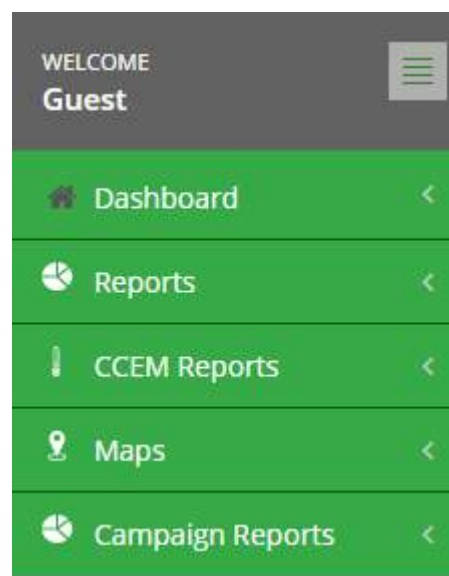 WELCOME
Guest
Dashboard
Reports
CCEM Reports
Maps
Campaign Reports